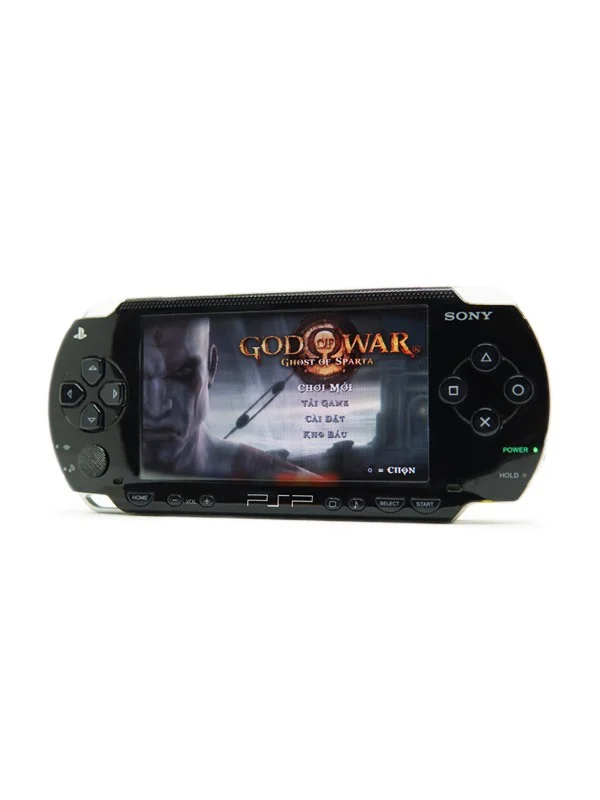 SONY
GOD OF WAR
GHOST OF SPARTA
CHƠI MỚI
TẢI GAME
CÀI ĐẶT
KHO BÁU
O = CHỌN
POWER
HOLD
HOME
- VOL +
PSP
SELECT
START